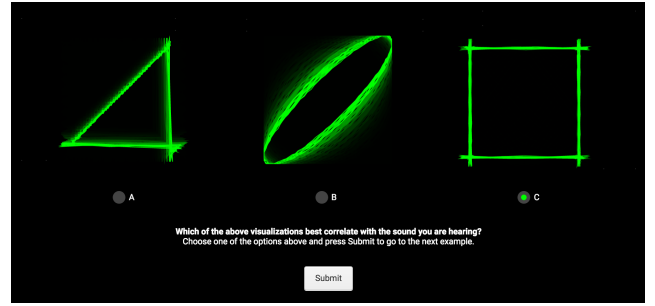 A B C
Which of the above visualizations best correlate with the sound you are hearing?
Choose one of the options above and press Submit to go to the next example.
Submit